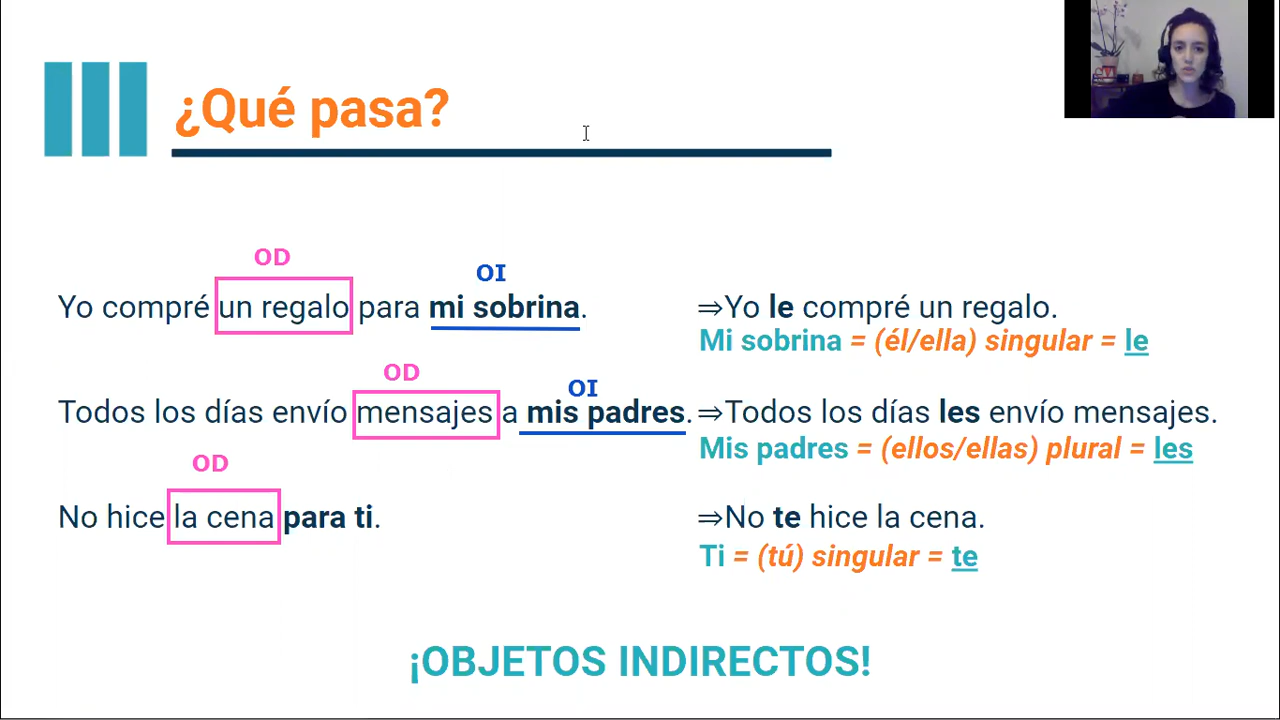 ¿Qué pasa?
OD
OI
Yo compré un regalo para mi sobrina. ⇒Yo le compré un regalo.
Mi sobrina = (él/ella) singular = le
OD
OI
Todos los días envío mensajes a mis padres. ⇒Todos los días les envío mensajes.
Mis padres = (ellos/ellas) plural = les
OD
No hice la cena para ti. ⇒No te hice la cena.
Ti = (tú) singular = te
¡OBJETOS INDIRECTOS!